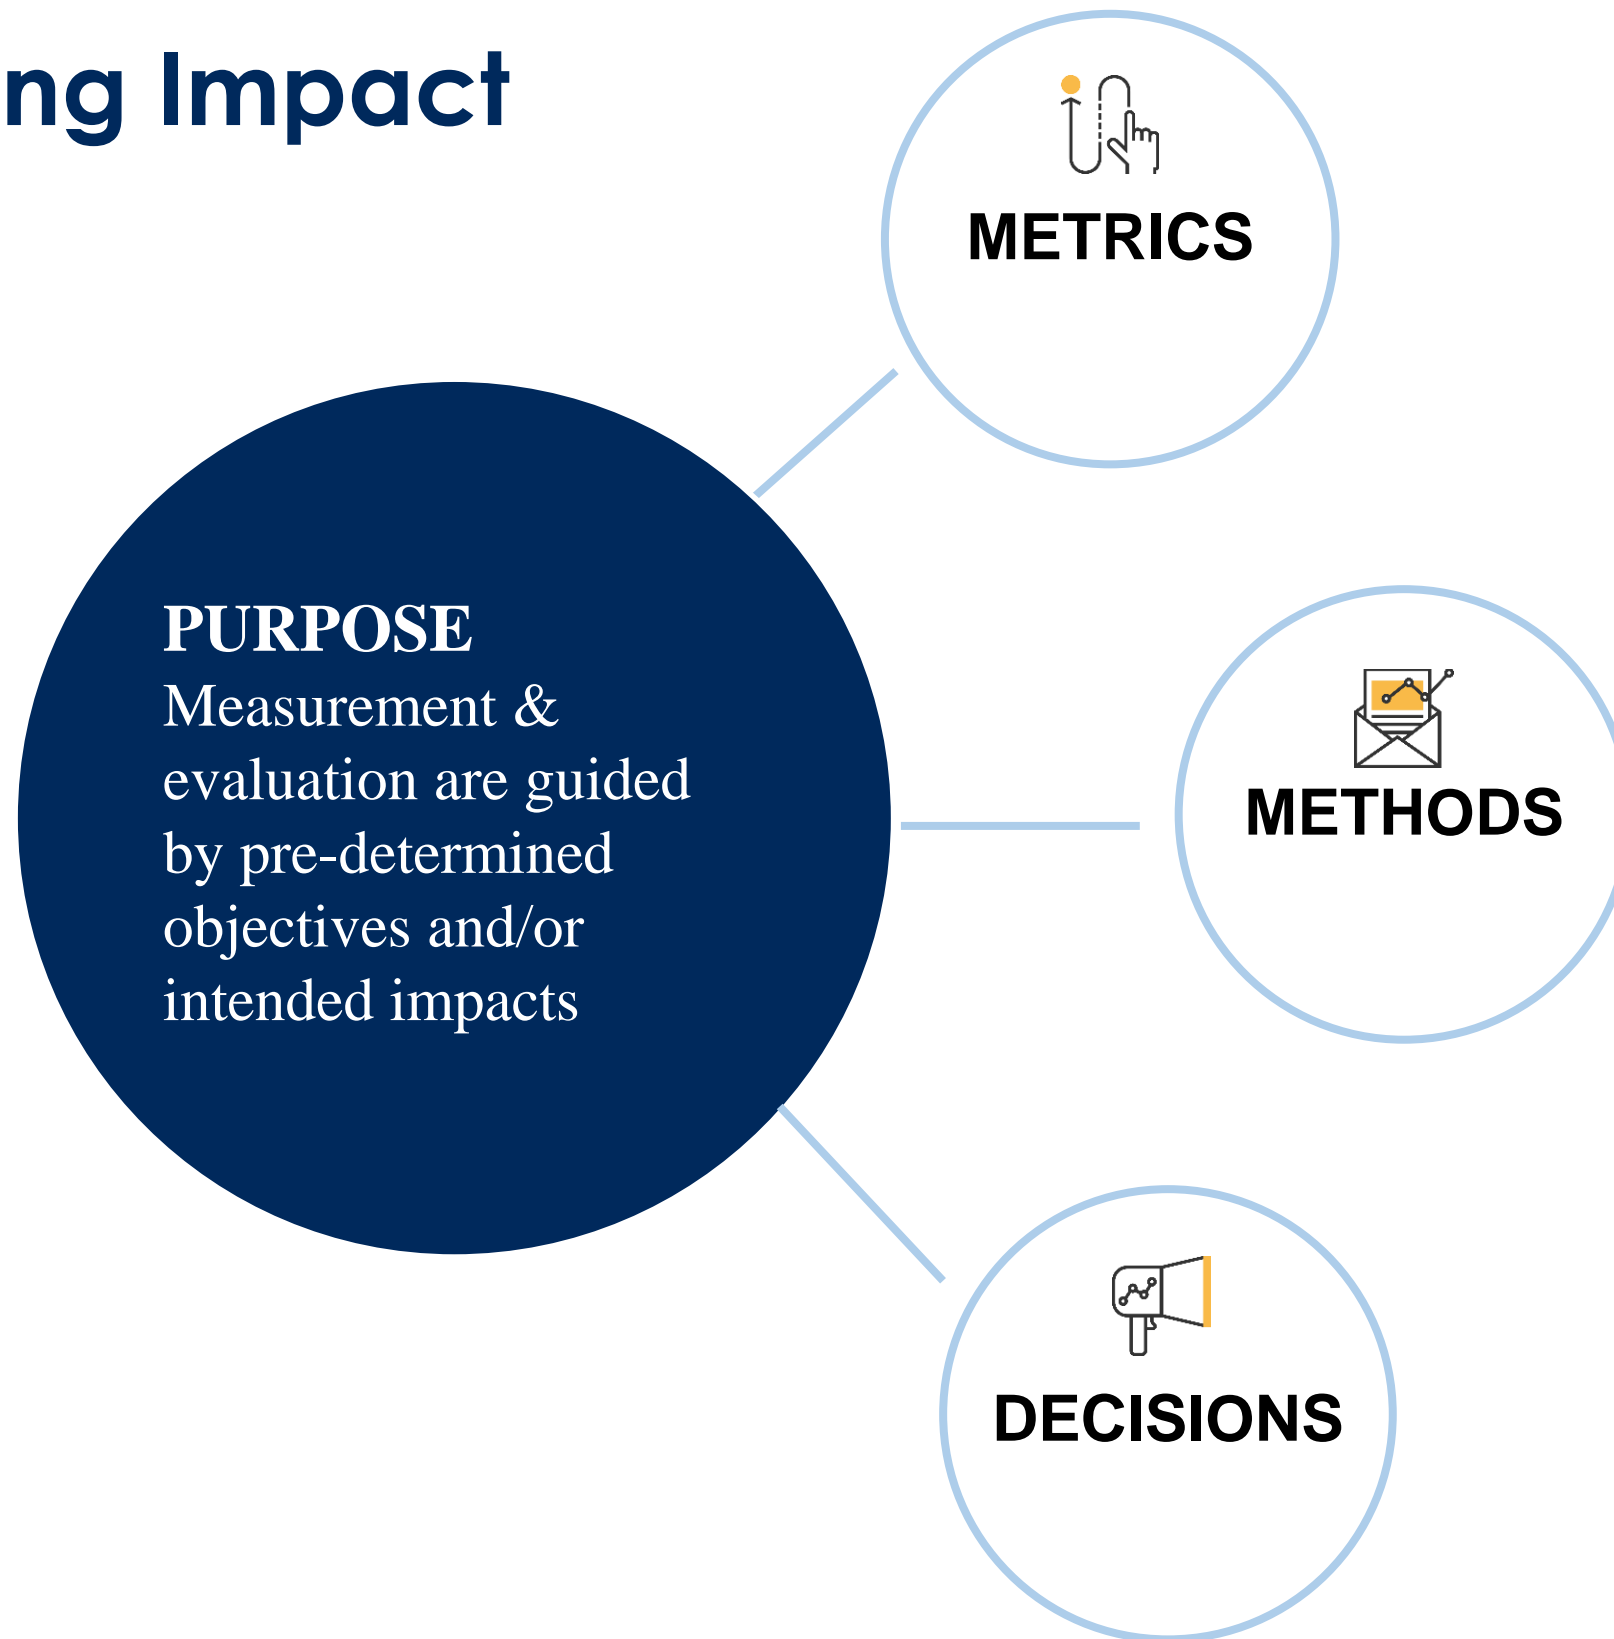 ng Impact
METRICS
PURPOSE
Measurement &
evaluation are guided
by pre-determined
objectives and/or
intended impacts
METHODS
DECISIONS